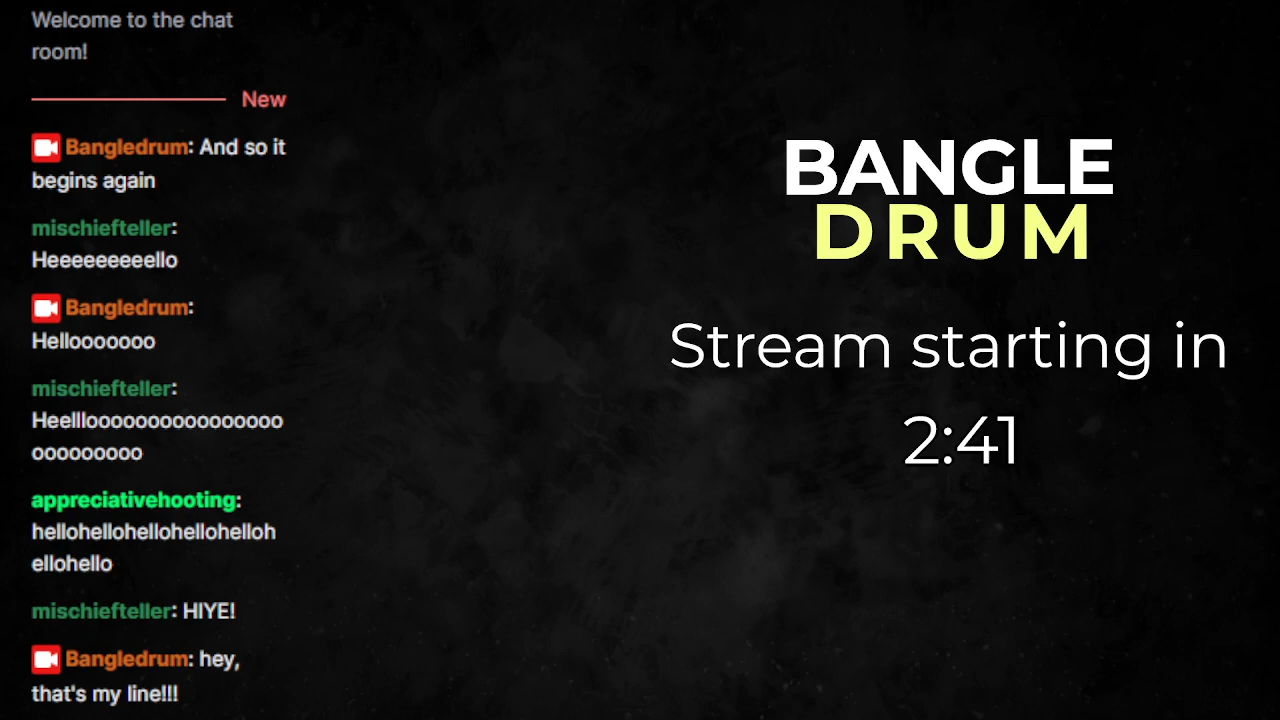 Welcome to the chat
room!
New
Bangledrum: And so it
begins again
mischiefteller:
Heeeeeeeeello
Bangledrum:
Hellooooooo
mischiefteller:
Heellloooooooooooooooo
ooooooooo
appreciativehooting:
hellohellohellohellohelloh
ellohello
mischiefteller: HIYE!
Bangledrum: hey,
that's my line!!!
BANGLE
DRUM
Stream starting in
2:41